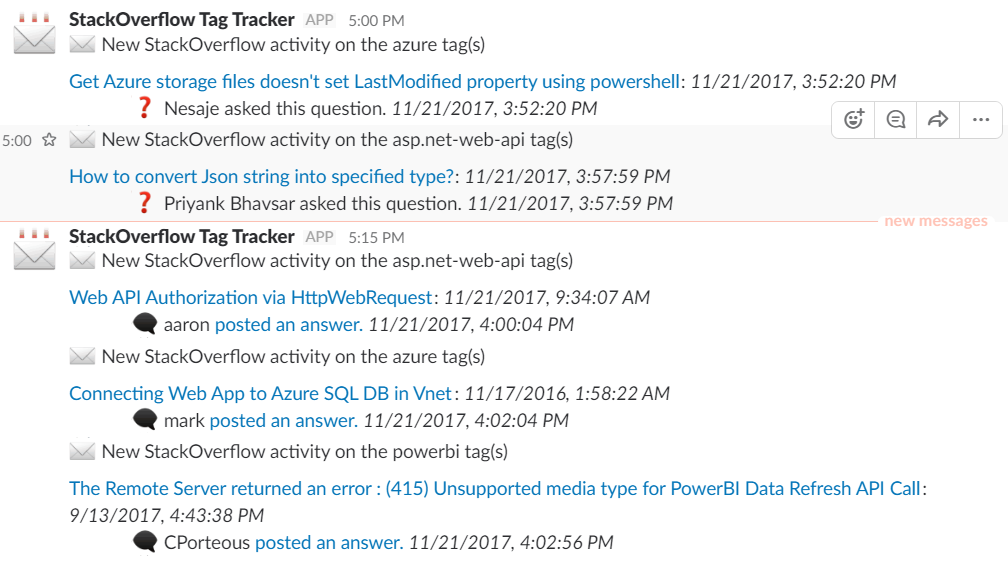 StackOverflow Tag Tracker APP 5:00 PM
New StackOverflow activity on the azure tag(s)
Get Azure storage files doesn't set LastModified property using powershell: 11/21/2017, 3:52:20 PM
Nesaje asked this question. 11/21/2017, 3:52:20 PM
5:00 New StackOverflow activity on the asp.net-web-api tag(s)
How to convert Json string into specified type?: 11/21/2017, 3:57:59 PM
Priyank Bhavsar asked this question. 11/21/2017, 3:57:59 PM
new messages
StackOverflow Tag Tracker APP 5:15 PM
New StackOverflow activity on the asp.net-web-api tag(s)
Web API Authorization via HttpWebRequest: 11/21/2017, 9:34:07 AM
aaron posted an answer. 11/21/2017, 4:00:04 PM
New StackOverflow activity on the azure tag(s)
Connecting Web App to Azure SQL DB in Vnet: 11/17/2016, 1:58:22 AM
mark posted an answer. 11/21/2017, 4:02:04 PM
New StackOverflow activity on the powerbi tag(s)
The Remote Server returned an error : (415) Unsupported media type for PowerBI Data Refresh API Call:
9/13/2017, 4:43:38 PM
CPorteous posted an answer. 11/21/2017, 4:02:56 PM